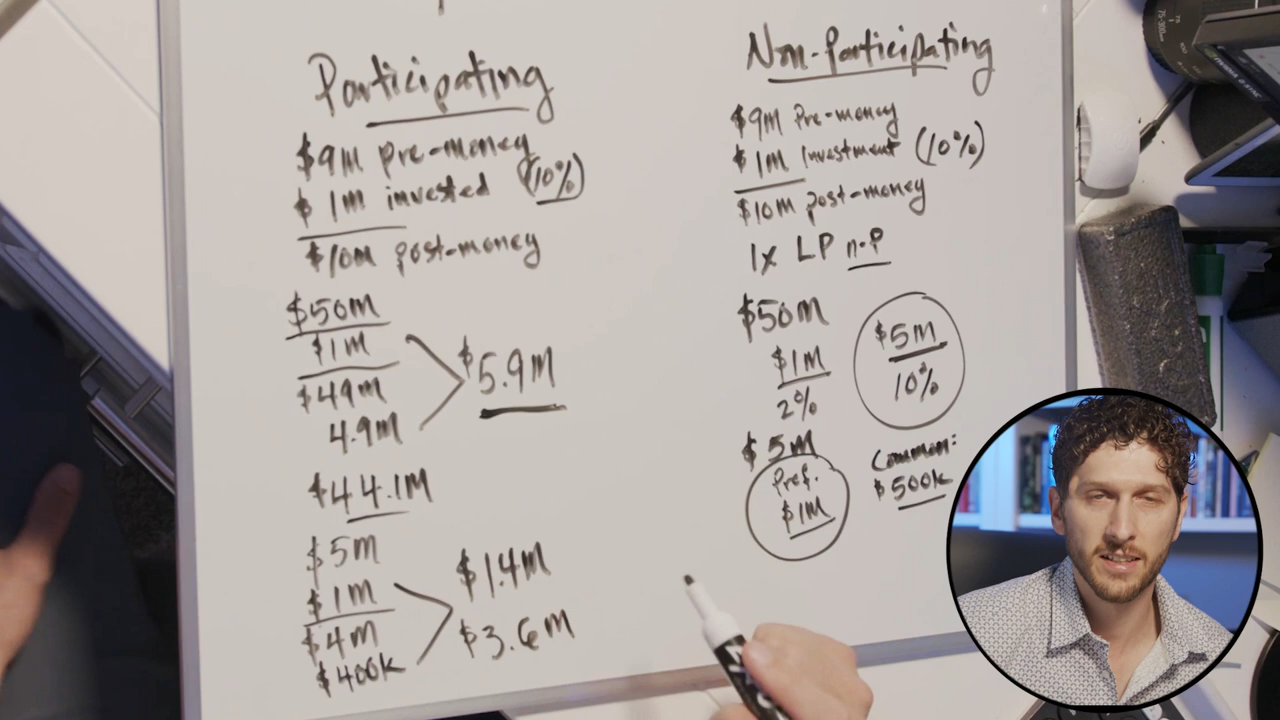 Participating
$9M pre-money
$1M invested (10%)
$10M post-money
$50M
$1M
$49M
4.9M
$5.9M
$44.1M
$5M
$1M
$4M
$400k
$1.4M
$3.6M
Non-Participating
$9M Pre-money
$1M Investment (10%)
$10M post-money
1x LP n-P
$50M
$1M
2%
$5M
10%
$5M
Pref.
$1M
Common:
$500k